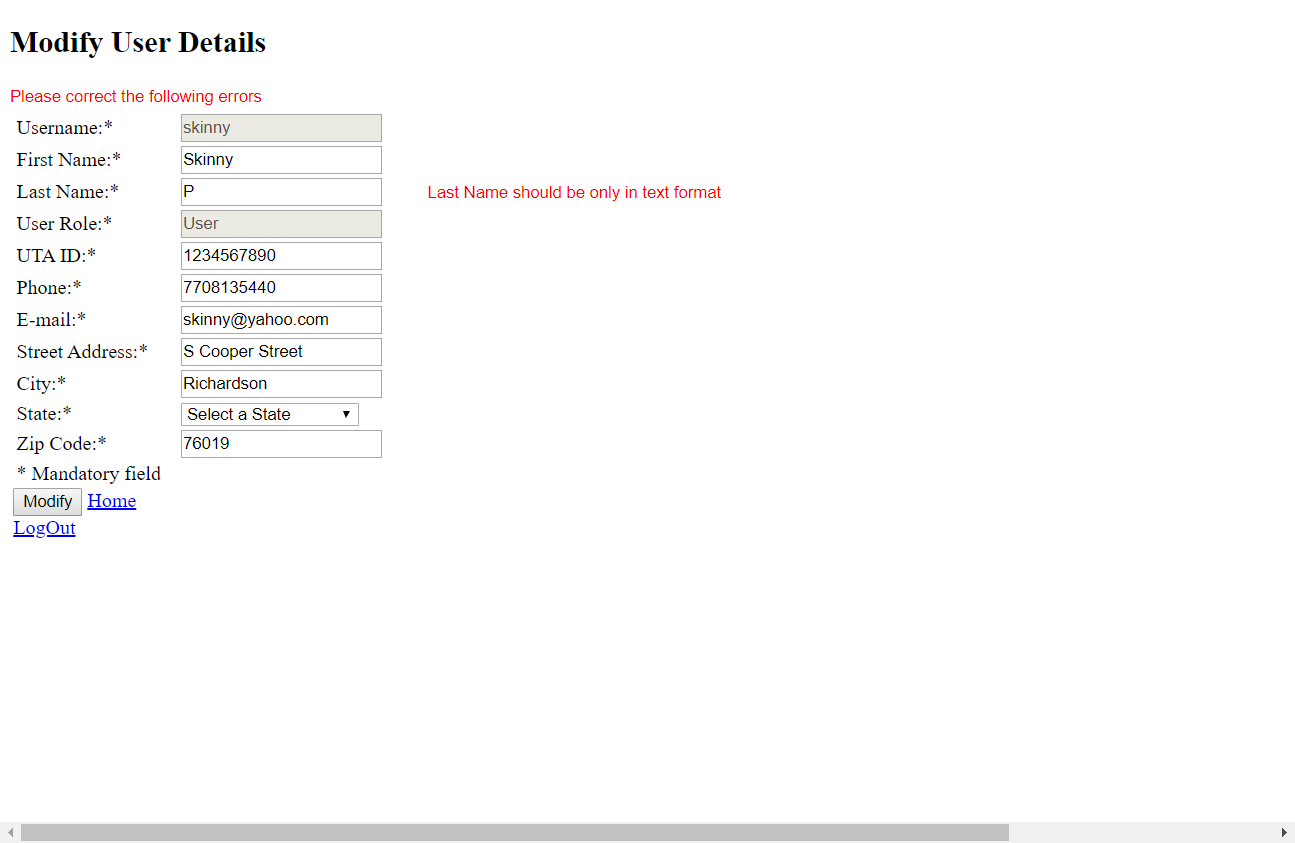 Modify User Details
Please correct the following errors
Username:* skinny
First Name:* Skinny
Last Name:* P Last Name should be only in text format
User Role:* User
UTA ID:* 1234567890
Phone:* 7708135440
E-mail:* skinny@yahoo.com
Street Address:* S Cooper Street
City:* Richardson
State:* Select a State
Zip Code:* 76019
* Mandatory field
Modify Home
LogOut